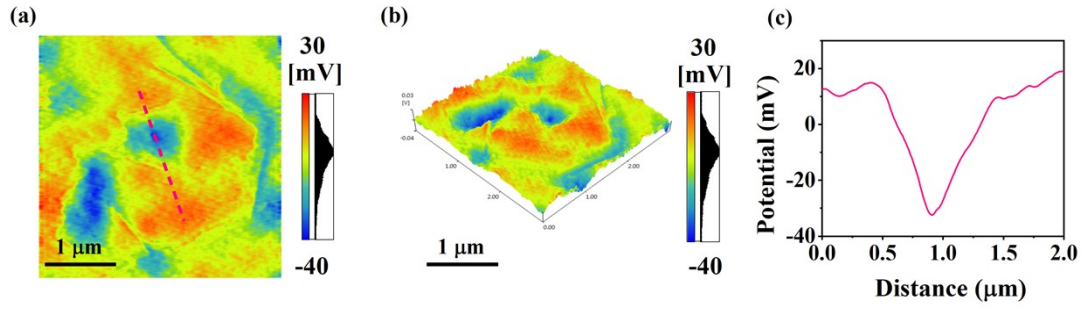 (a)
30
[mV]
-40
1 μm
(b)
30
[mV]
-40
0.03
[V]
-0.04
1.00
2.00
1.00
2.00
0.00
1 μm
(c)
Potential (mV)
20
0
-20
-40
0.0 0.5 1.0 1.5 2.0
Distance (μm)